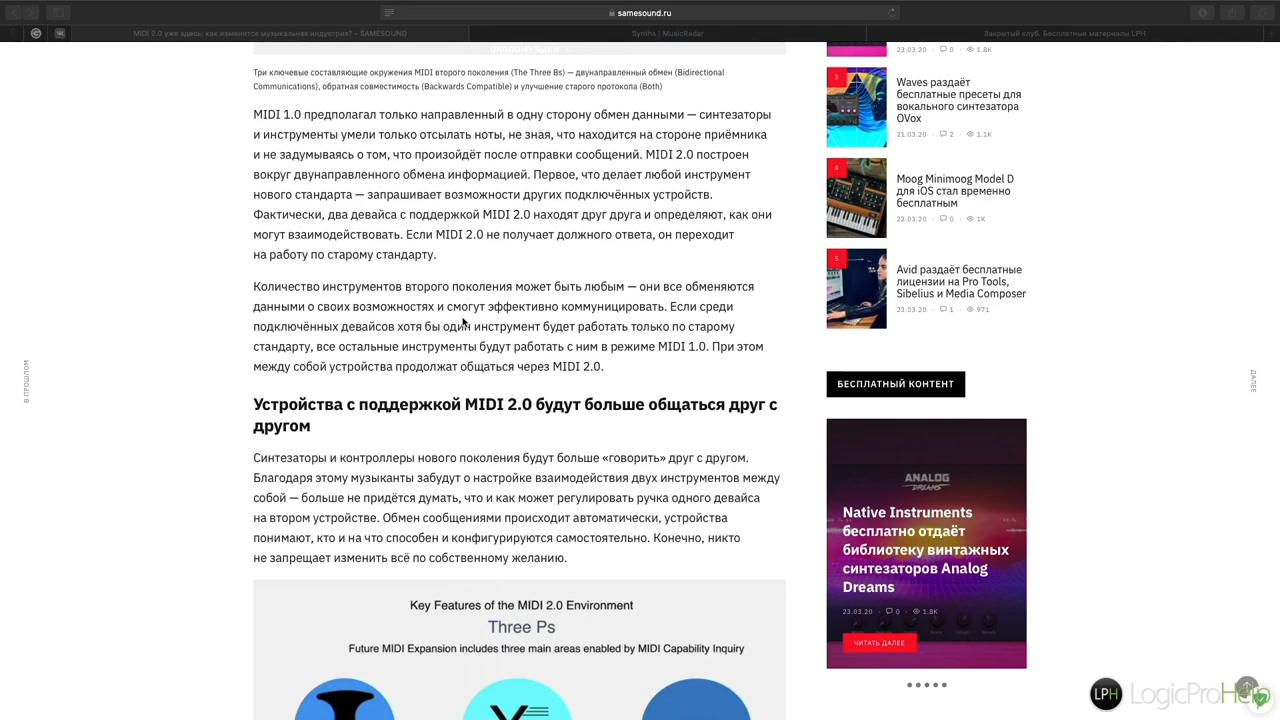 samesound.ru
MIDI 2.0 уже здесь: как изменится музыкальная индустрия? – SAMESOUND
Synths | MusicRadar
Закрытый клуб. Бесплатные материалы LPH
Три ключевые составляющие окружения MIDI второго поколения (The Three Bs) — двунаправленный обмен (Bidirectional
Communications), обратная совместимость (Backwards Compatible) и улучшение старого протокола (Both)
MIDI 1.0 предполагал только направленный в одну сторону обмен данными — синтезаторы
и инструменты умели только отсылать ноты, не зная, что находится на стороне приёмника
и не задумываясь о том, что произойдёт после отправки сообщений. MIDI 2.0 построен
вокруг двунаправленного обмена информацией. Первое, что делает любой инструмент
нового стандарта — запрашивает возможности других подключённых устройств.
Фактически, два девайса с поддержкой MIDI 2.0 находят друг друга и определяют, как они
могут взаимодействовать. Если MIDI 2.0 не получает должного ответа, он переходит
на работу по старому стандарту.
Количество инструментов второго поколения может быть любым — они все обменяются
данными о своих возможностях и смогут эффективно коммуницировать. Если среди
подключённых девайсов хотя бы один инструмент будет работать только по старому
стандарту, все остальные инструменты будут работать с ним в режиме MIDI 1.0. При этом
между собой устройства продолжат общаться через MIDI 2.0.
Устройства с поддержкой MIDI 2.0 будут больше общаться друг с
другом
Синтезаторы и контроллеры нового поколения будут больше «говорить» друг с другом.
Благодаря этому музыканты забудут о настройке взаимодействия двух инструментов между
собой — больше не придётся думать, что и как может регулировать ручка одного девайса
на втором устройстве. Обмен сообщениями происходит автоматически, устройства
понимают, кто и на что способен и конфигурируются самостоятельно. Конечно, никто
не запрещает изменить всё по собственному желанию.
Key Features of the MIDI 2.0 Environment
Three Ps
Future MIDI Expansion includes three main areas enabled by MIDI Capability Inquiry
В ПРОШЛОМ
ДАЛЕЕ
23.03.20 · 0 · 1.8K
3
Waves раздаёт
бесплатные пресеты для
вокального синтезатора
OVox
21.03.20 · 2 · 1.1K
4
Moog Minimoog Model D
для iOS стал временно
бесплатным
23.03.20 · 0 · 1K
5
Avid раздаёт бесплатные
лицензии на Pro Tools,
Sibelius и Media Composer
23.03.20 · 1 · 971
БЕСПЛАТНЫЙ КОНТЕНТ
ANALOG
DREAMS
Native Instruments
бесплатно отдаёт
библиотеку винтажных
синтезаторов Analog
Dreams
23.03.20 · 0 · 1.8K
ЧИТАТЬ ДАЛЕЕ
LPH LogicProHelp